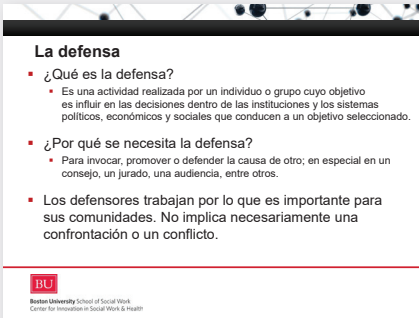 La defensa
¿Qué es la defensa?
Es una actividad realizada por un individuo o grupo cuyo objetivo
es influir en las decisiones dentro de las instituciones y los sistemas
políticos, económicos y sociales que conducen a un objetivo seleccionado.
¿Por qué se necesita la defensa?
Para invocar, promover o defender la causa de otro; en especial en un
consejo, un jurado, una audiencia, entre otros.
Los defensores trabajan por lo que es importante para
sus comunidades. No implica necesariamente una
confrontación o un conflicto.
BU
Boston University School of Social Work
Center for Innovation in Social Work & Health